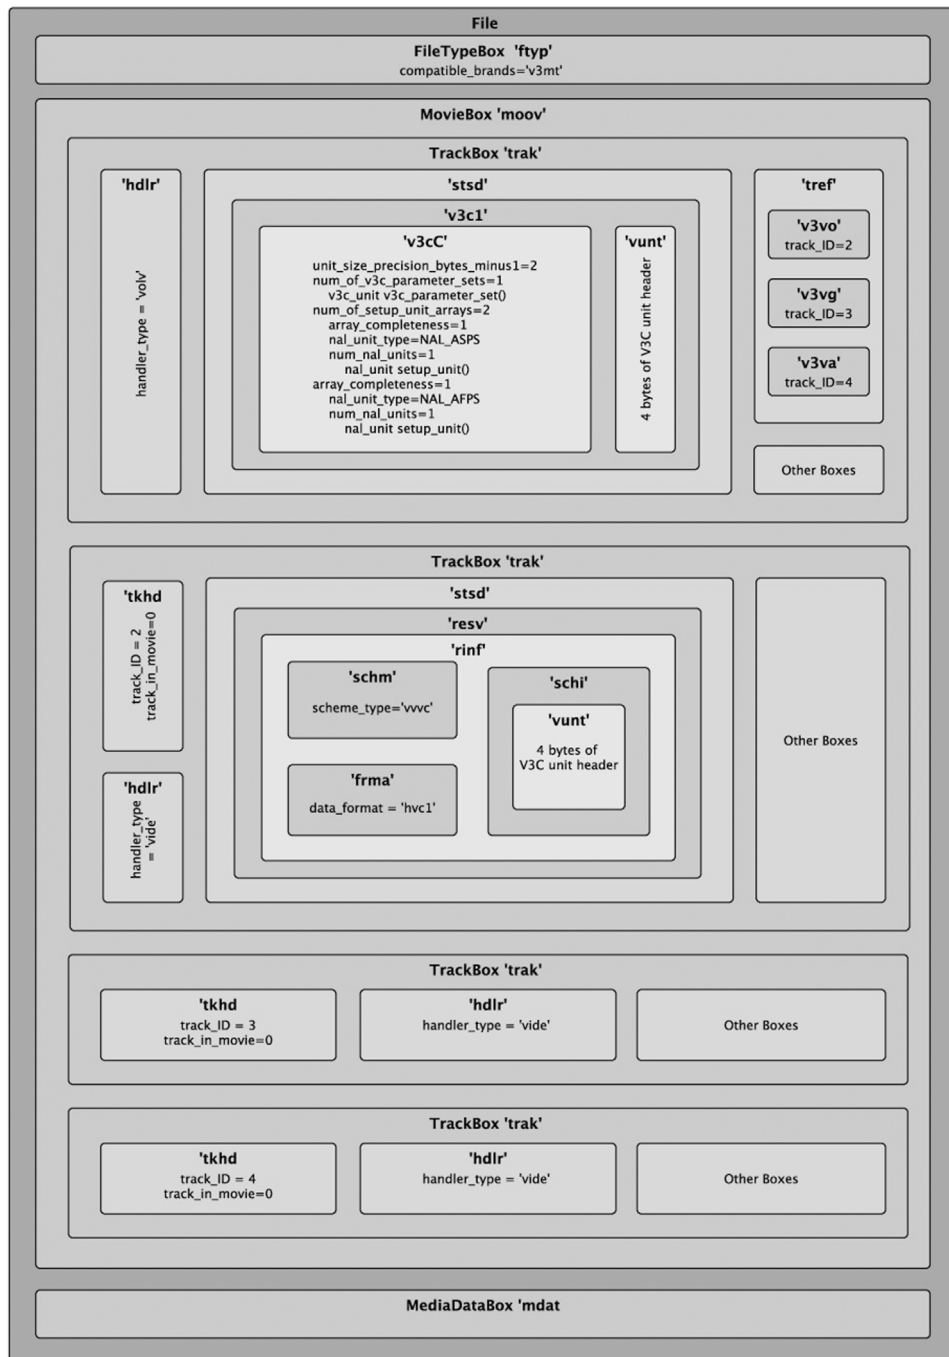 File
FileTypeBox 'ftyp'
compatible_brands='v3mt'
MovieBox 'moov'
TrackBox 'trak'
'hdlr'
handler_type = 'volv'
'stsd'
'v3c1'
'v3cC'
unit_size_precision_bytes_minus1=2
num_of_v3c_parameter_sets=1
v3c_unit v3c_parameter_set()
num_of_setup_unit_arrays=2
array_completeness=1
nal_unit_type=NAL_ASPS
num_nal_units=1
nal_unit setup_unit()
array_completeness=1
nal_unit_type=NAL_AFPS
num_nal_units=1
nal_unit setup_unit()
'vunt'
4 bytes of V3C unit header
'tref'
'v3vo'
track_ID=2
'v3vg'
track_ID=3
'v3va'
track_ID=4
Other Boxes
TrackBox 'trak'
'tkhd
track_ID = 2
track_in_movie=0
'hdlr'
handler_type
= 'vide'
'stsd'
'resv'
'rinf'
'schm'
scheme_type='vvvc'
'frma'
data_format = 'hvc1'
'schi'
'vunt'
4 bytes of
V3C unit header
Other Boxes
TrackBox 'trak'
'tkhd
track_ID = 3
track_in_movie=0
'hdlr'
handler_type = 'vide'
Other Boxes
TrackBox 'trak'
'tkhd
track_ID = 4
track_in_movie=0
'hdlr'
handler_type = 'vide'
Other Boxes
MediaDataBox 'mdat